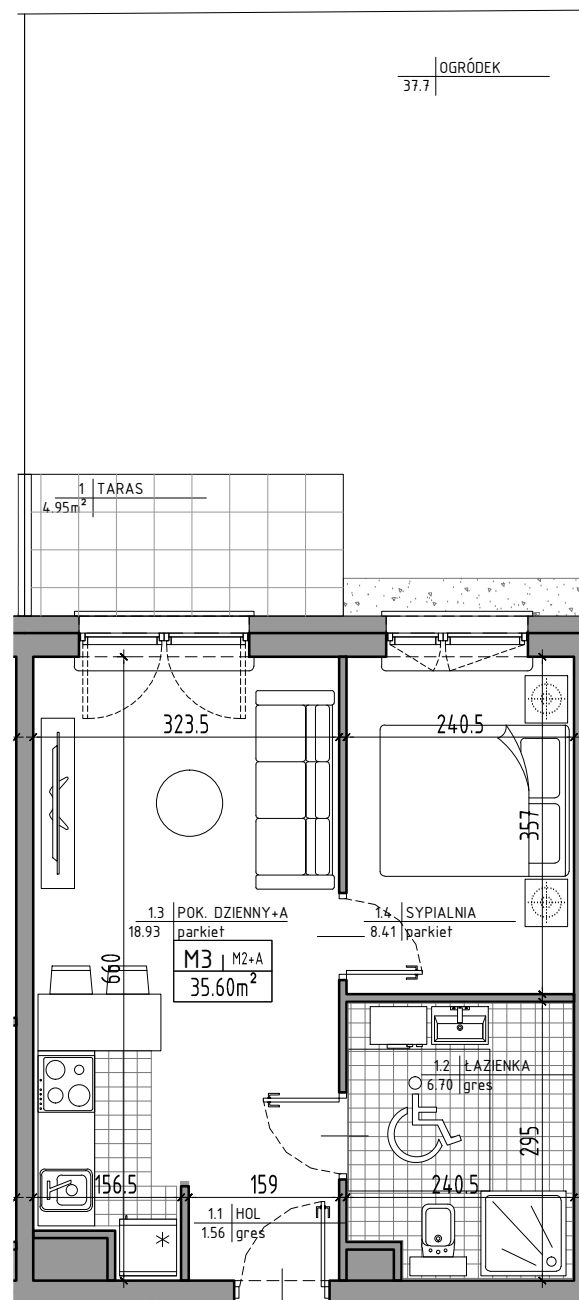 OGRÓDEK
37.7
1 TARAS
4.95m²
323.5 240.5
357
1.3 POK. DZIENNY+A
18.93 parkiet
1.4 SYPIALNIA
8.41 parkiet
M3 M2+A
35.60m²
660
1.2 ŁAZIENKA
6.70 gres
295
156.5 159 240.5
1.1 HOL
1.56 gres